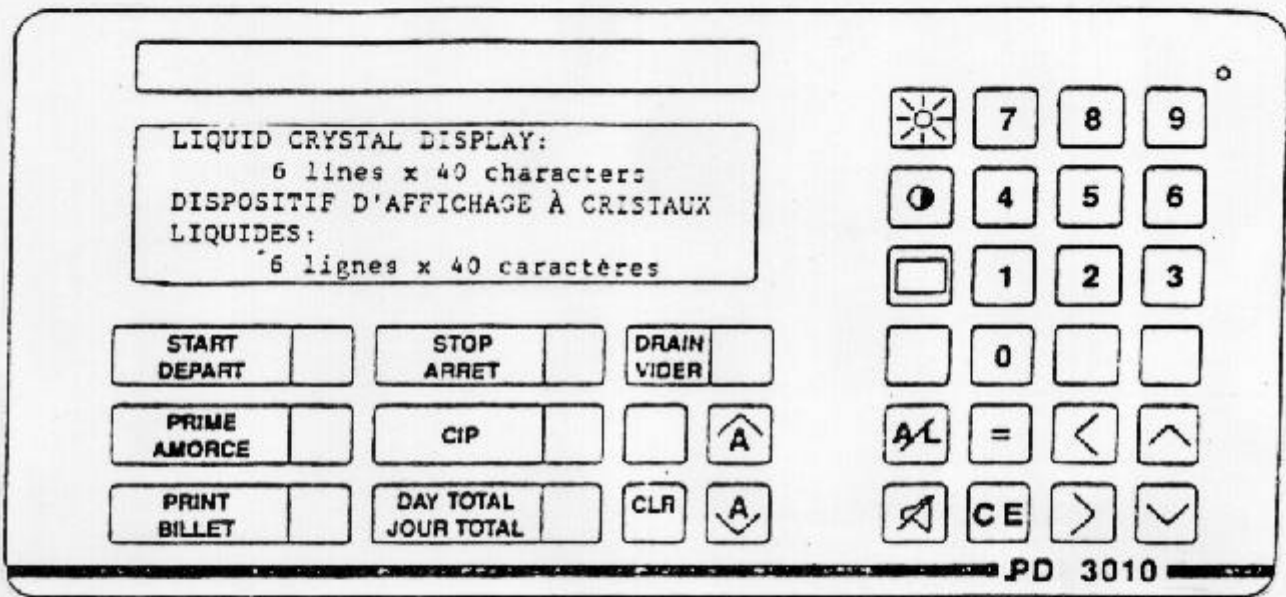 LIQUID CRYSTAL DISPLAY:
6 lines x 40 characters
DISPOSITIF D'AFFICHAGE À CRISTAUX
LIQUIDES:
6 lignes x 40 caractères
START
DEPART
STOP
ARRET
DRAIN
VIDER
PRIME
AMORCE
CIP
A
PRINT
BILLET
DAY TOTAL
JOUR TOTAL
CLR
A
7 8 9
4 5 6
1 2 3
0
A/L = < ^
CE >
PD 3010